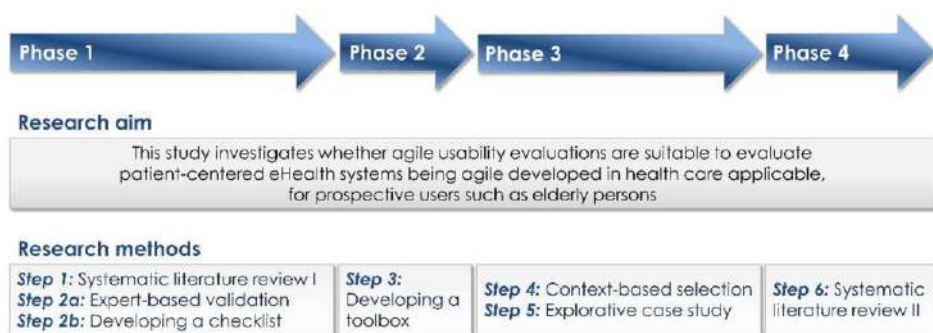 Phase 1
Phase 2
Phase 3
Phase 4
Research aim
This study investigates whether agile usability evaluations are suitable to evaluate
patient-centered eHealth systems being agile developed in health care applicable,
for prospective users such as elderly persons
Research methods
Step 1: Systematic literature review I
Step 2a: Expert-based validation
Step 2b: Developing a checklist
Step 3:
Developing a
toolbox
Step 4: Context-based selection
Step 5: Explorative case study
Step 6: Systematic
literature review II